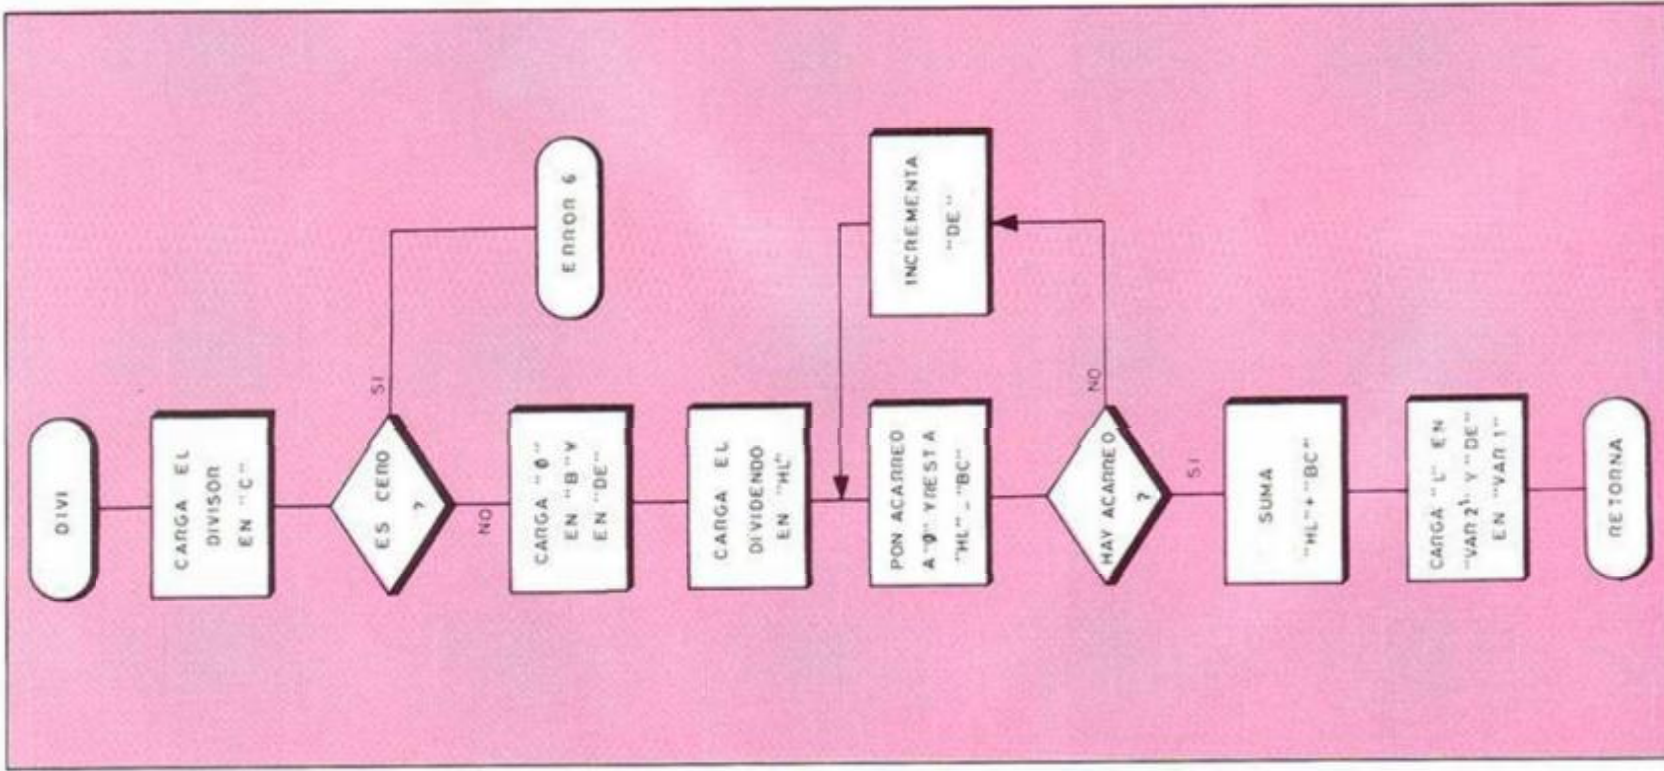 DIVI
CARGA EL
DIVISOR
EN "C"
ES CERO
?
SI
ERROR 6
NO
CARGA "0"
EN "B" Y
EN "DE"
CARGA EL
DIVIDENDO
EN "HL"
PON ACARREO
A "0" Y RESTA
"HL" - "BC"
INCREMENTA
"DE"
HAY ACARREO
?
NO
SI
SUMA
"HL" + "BC"
CARGA "L" EN
"VAR 2" Y "DE"
EN "VAR 1"
RETORNA